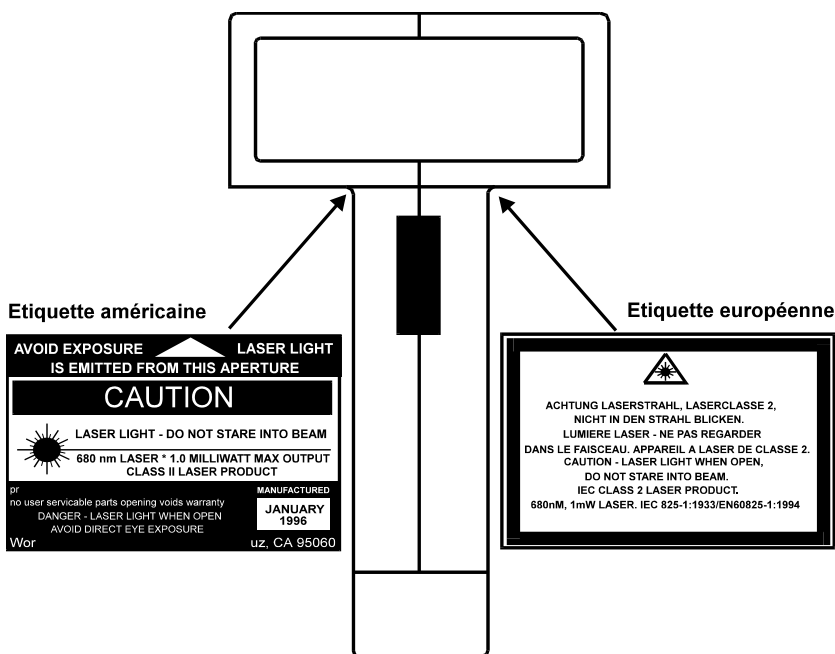 Etiquette américaine
AVOID EXPOSURE LASER LIGHT
IS EMITTED FROM THIS APERTURE
CAUTION
LASER LIGHT - DO NOT STARE INTO BEAM
680 nm LASER * 1.0 MILLIWATT MAX OUTPUT
CLASS II LASER PRODUCT
pr
no user servicable parts opening voids warranty
DANGER - LASER LIGHT WHEN OPEN
AVOID DIRECT EYE EXPOSURE
MANUFACTURED
JANUARY
1996
Wor uz, CA 95060
Etiquette européenne
ACHTUNG LASERSTRAHL, LASERCLASSE 2,
NICHT IN DEN STRAHL BLICKEN.
LUMIERE LASER - NE PAS REGARDER
DANS LE FAISCEAU. APPAREIL A LASER DE CLASSE 2.
CAUTION - LASER LIGHT WHEN OPEN,
DO NOT STARE INTO BEAM.
IEC CLASS 2 LASER PRODUCT.
680nM, 1mW LASER. IEC 825-1:1933/EN60825-1:1994